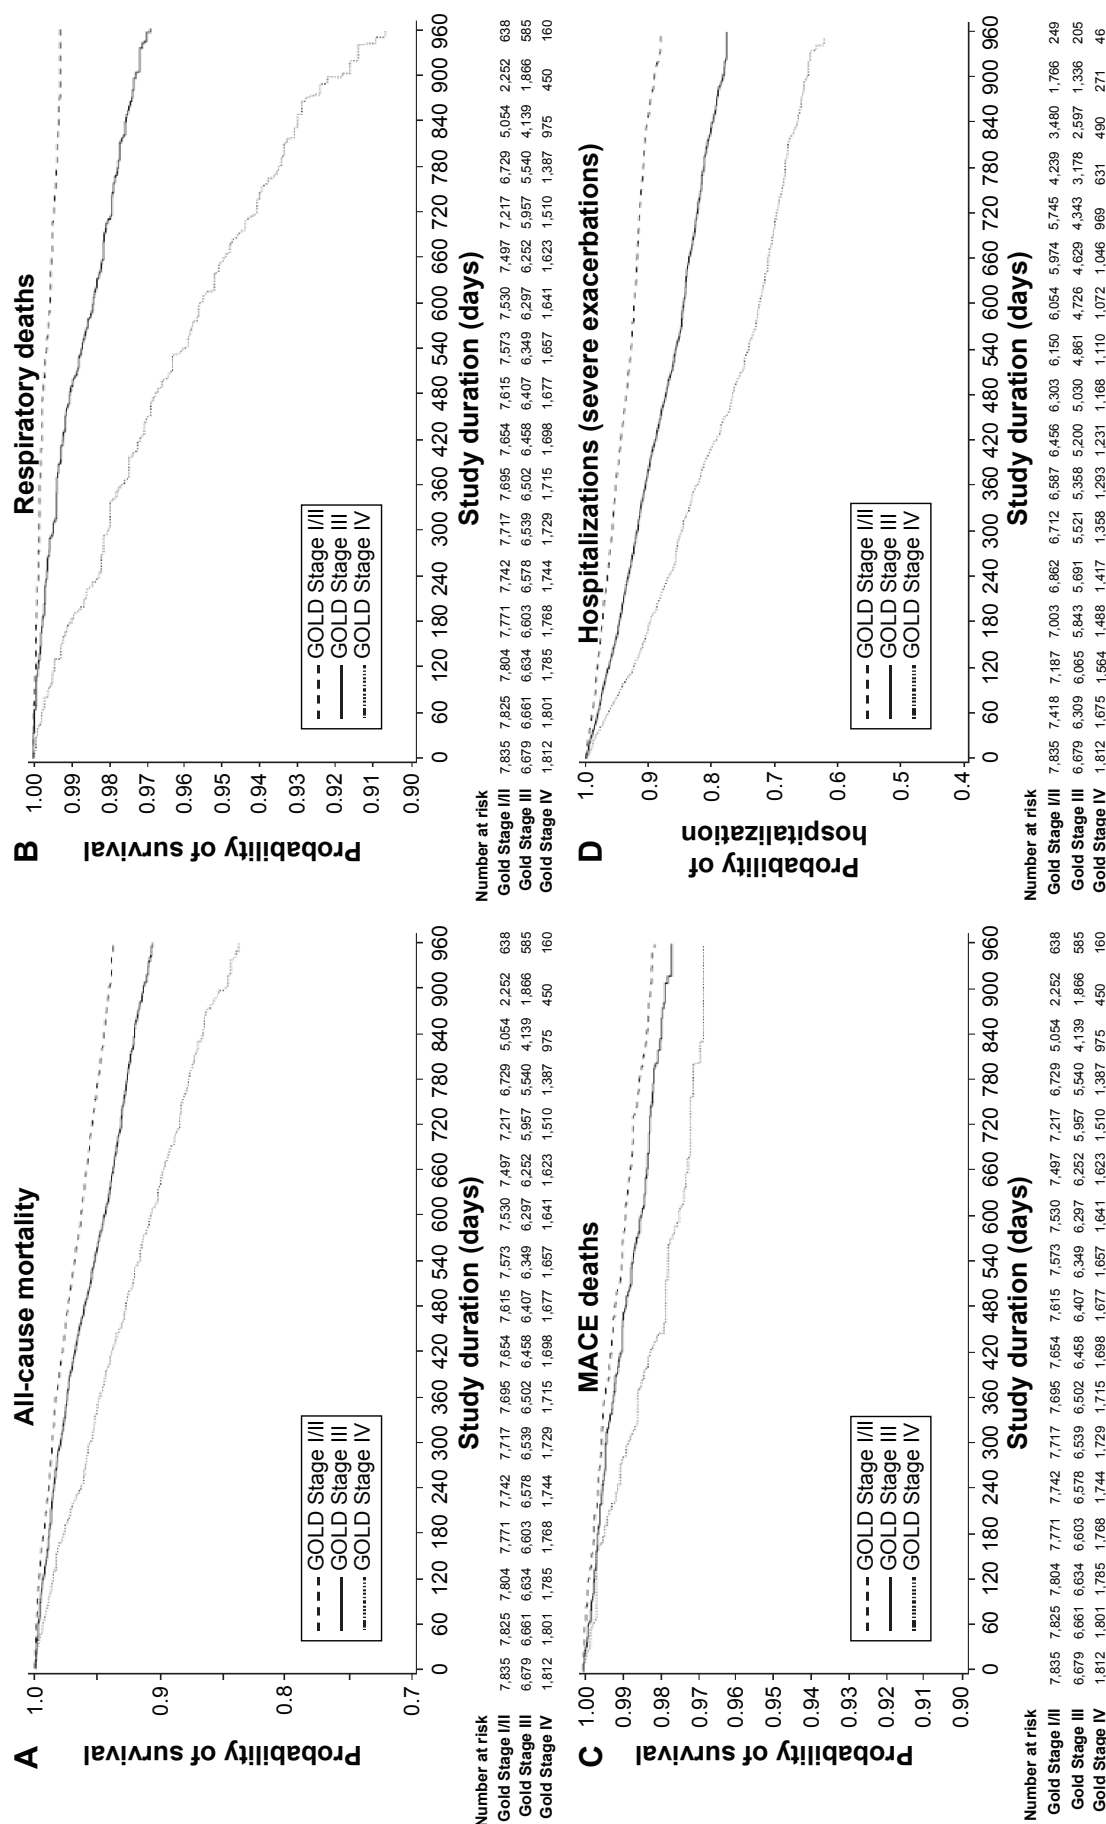 A
All-cause mortality
Probability of survival
1.0
0.9
0.8
0.7
GOLD Stage I/II
GOLD Stage III
GOLD Stage IV
0 60 120 180 240 300 360 420 480 540 600 660 720 780 840 900 960
Study duration (days)
Number at risk
Gold Stage I/II 7,835 7,825 7,804 7,771 7,742 7,717 7,695 7,654 7,615 7,573 7,530 7,497 7,217 6,729 5,054 2,252 638
Gold Stage III 6,679 6,661 6,634 6,603 6,578 6,539 6,502 6,458 6,407 6,349 6,297 6,252 5,957 5,540 4,139 1,866 585
Gold Stage IV 1,812 1,801 1,785 1,768 1,744 1,729 1,715 1,698 1,677 1,657 1,641 1,623 1,510 1,387 975 450 160
B
Respiratory deaths
Probability of survival
1.00
0.99
0.98
0.97
0.96
0.95
0.94
0.93
0.92
0.91
0.90
GOLD Stage I/II
GOLD Stage III
GOLD Stage IV
0 60 120 180 240 300 360 420 480 540 600 660 720 780 840 900 960
Study duration (days)
Number at risk
Gold Stage I/II 7,835 7,825 7,804 7,771 7,742 7,717 7,695 7,654 7,615 7,573 7,530 7,497 7,217 6,729 5,054 2,252 638
Gold Stage III 6,679 6,661 6,634 6,603 6,578 6,539 6,502 6,458 6,407 6,349 6,297 6,252 5,957 5,540 4,139 1,866 585
Gold Stage IV 1,812 1,801 1,785 1,768 1,744 1,729 1,715 1,698 1,677 1,657 1,641 1,623 1,510 1,387 975 450 160
C
MACE deaths
Probability of survival
1.00
0.99
0.98
0.97
0.96
0.95
0.94
0.93
0.92
0.91
0.90
GOLD Stage I/II
GOLD Stage III
GOLD Stage IV
0 60 120 180 240 300 360 420 480 540 600 660 720 780 840 900 960
Study duration (days)
Number at risk
Gold Stage I/II 7,835 7,825 7,804 7,771 7,742 7,717 7,695 7,654 7,615 7,573 7,530 7,497 7,217 6,729 5,054 2,252 638
Gold Stage III 6,679 6,661 6,634 6,603 6,578 6,539 6,502 6,458 6,407 6,349 6,297 6,252 5,957 5,540 4,139 1,866 585
Gold Stage IV 1,812 1,801 1,785 1,768 1,744 1,729 1,715 1,698 1,677 1,657 1,641 1,623 1,510 1,387 975 450 160
D
Hospitalizations (severe exacerbations)
Probability of
hospitalization
1.0
0.9
0.8
0.7
0.6
0.5
0.4
GOLD Stage I/II
GOLD Stage III
GOLD Stage IV
0 60 120 180 240 300 360 420 480 540 600 660 720 780 840 900 960
Study duration (days)
Number at risk
Gold Stage I/II 7,835 7,418 7,187 7,003 6,862 6,712 6,587 6,456 6,303 6,150 6,054 5,974 5,745 4,239 3,480 1,766 249
Gold Stage III 6,679 6,309 6,065 5,843 5,691 5,521 5,358 5,200 5,030 4,861 4,726 4,629 4,343 3,178 2,597 1,336 205
Gold Stage IV 1,812 1,675 1,564 1,488 1,417 1,358 1,293 1,231 1,168 1,110 1,072 1,046 969 631 490 271 46